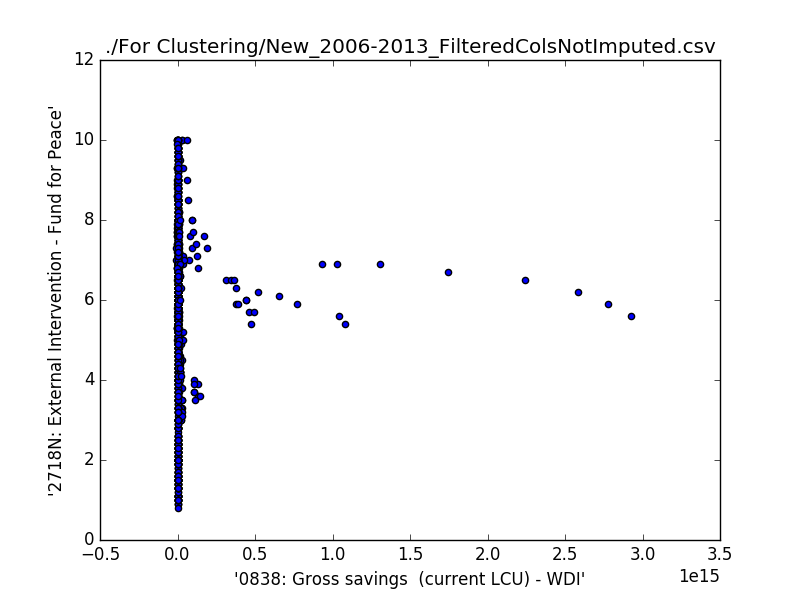 ./For Clustering/New_2006-2013_FilteredColsNotImputed.csv
12
10
8
6
4
2
0
'2718N: External Intervention - Fund for Peace'
−0.5 0.0 0.5 1.0 1.5 2.0 2.5 3.0 3.5
1e15
'0838: Gross savings  (current LCU) - WDI'